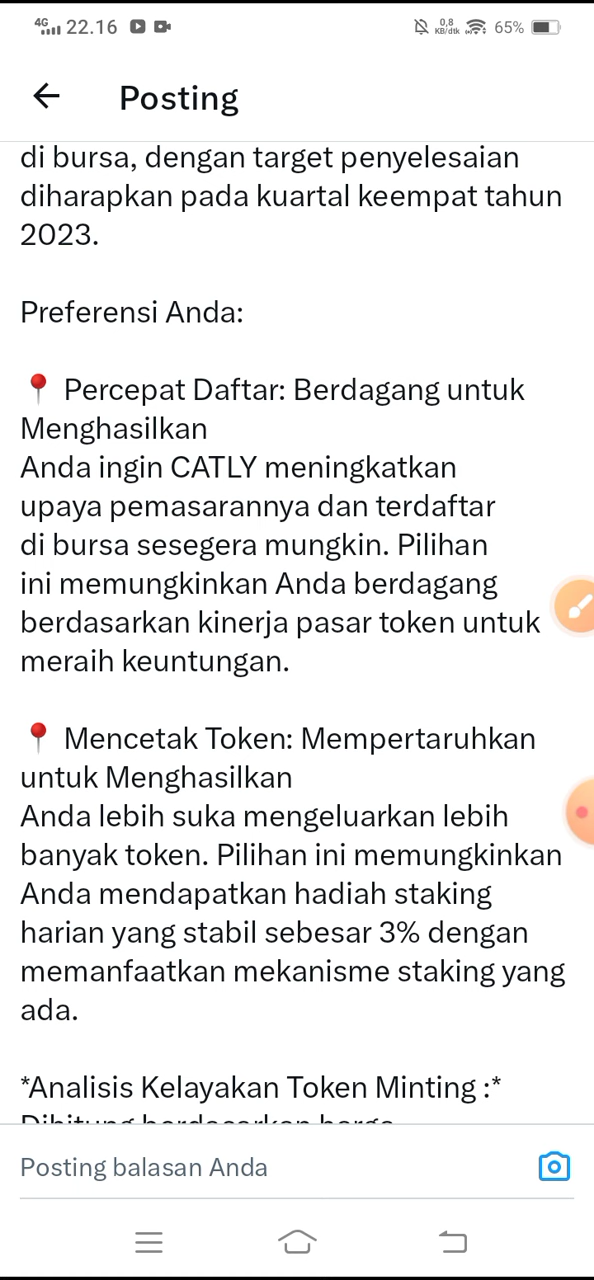 4G 22.16 0,8 KB/dtk 65%
Posting
di bursa, dengan target penyelesaian
diharapkan pada kuartal keempat tahun
2023.
Preferensi Anda:
📍 Percepat Daftar: Berdagang untuk
Menghasilkan
Anda ingin CATLY meningkatkan
upaya pemasarannya dan terdaftar
di bursa sesegera mungkin. Pilihan
ini memungkinkan Anda berdagang
berdasarkan kinerja pasar token untuk
meraih keuntungan.
📍 Mencetak Token: Mempertaruhkan
untuk Menghasilkan
Anda lebih suka mengeluarkan lebih
banyak token. Pilihan ini memungkinkan
Anda mendapatkan hadiah staking
harian yang stabil sebesar 3% dengan
memanfaatkan mekanisme staking yang
ada.
*Analisis Kelayakan Token Minting :*
Dihitung berdasarkan harga
Posting balasan Anda